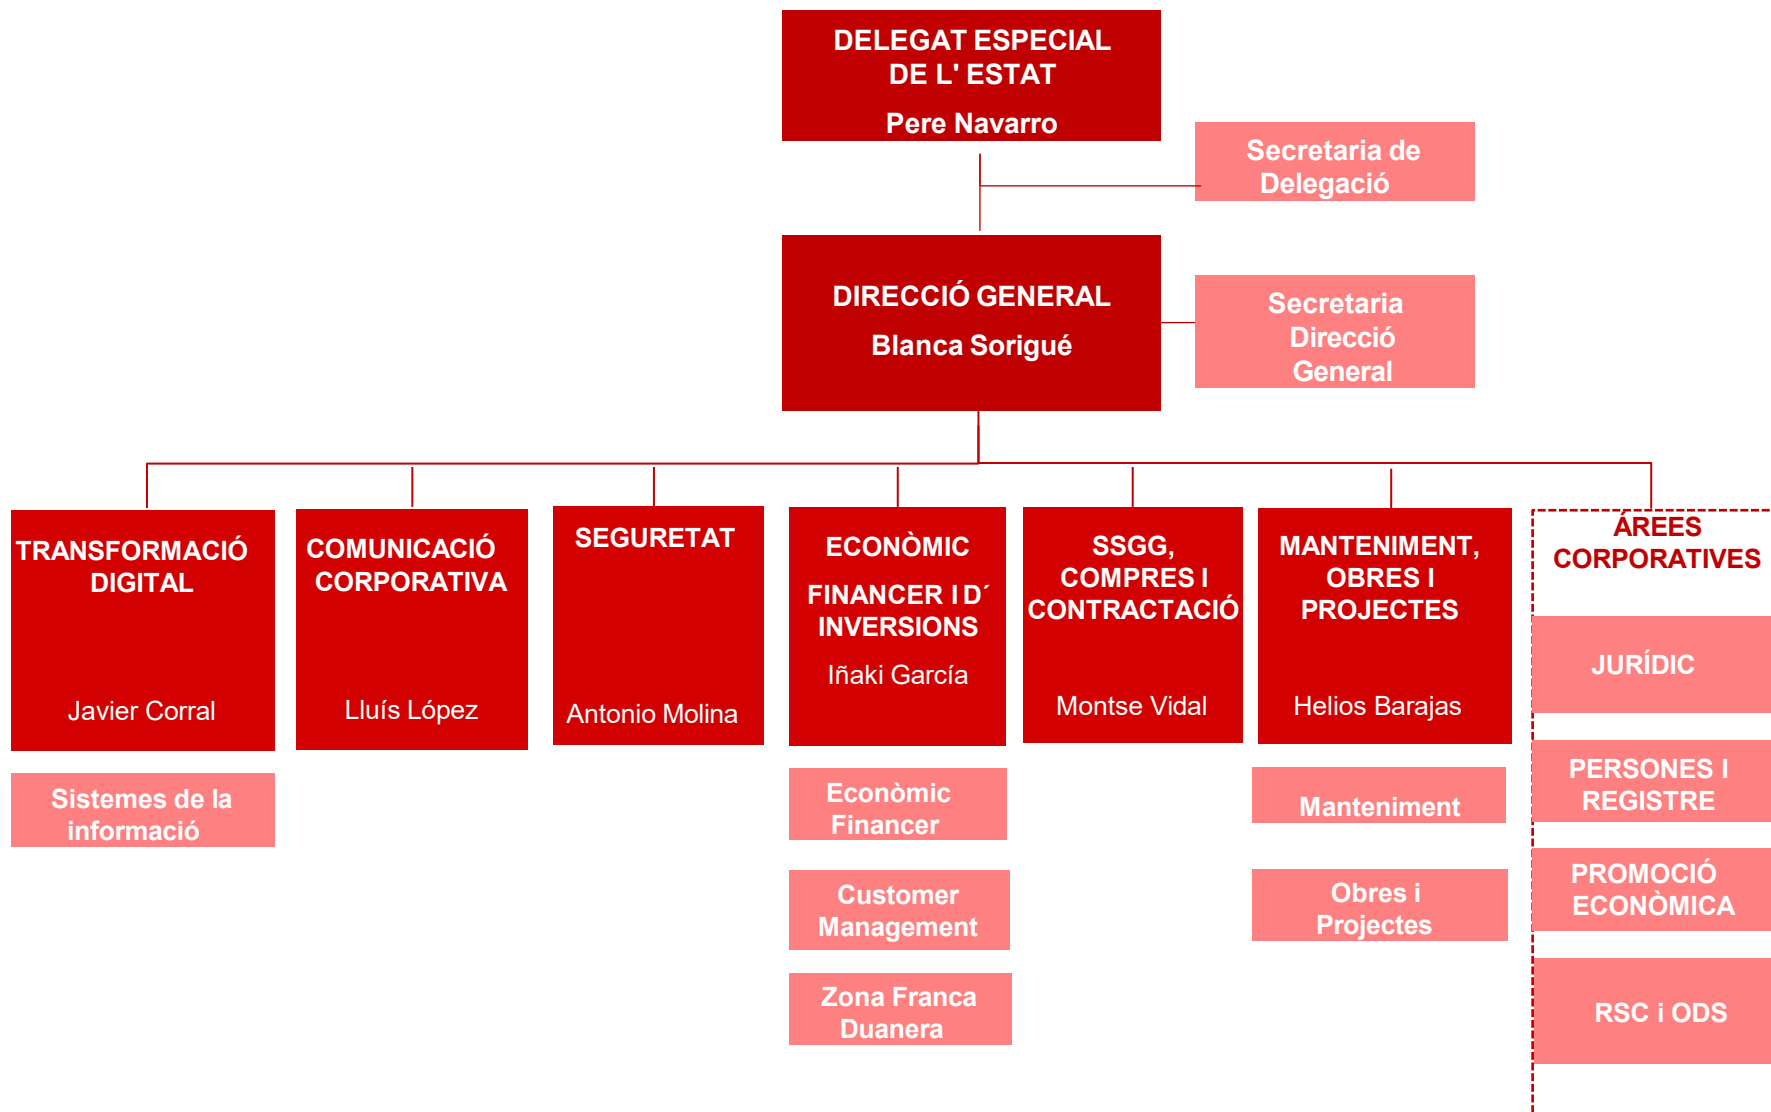 DELEGAT ESPECIAL
DE L' ESTAT
Pere Navarro
Secretaria de
Delegació
DIRECCIÓ GENERAL
Blanca Sorigué
Secretaria
Direcció
General
TRANSFORMACIÓ
DIGITAL
Javier Corral
Sistemes de la
informació
COMUNICACIÓ
CORPORATIVA
Lluís López
SEGURETAT
Antonio Molina
ECONÒMIC
FINANCER I D´
INVERSIONS
Iñaki García
Econòmic
Financer
Customer
Management
Zona Franca
Duanera
SSGG,
COMPRES I
CONTRACTACIÓ
Montse Vidal
MANTENIMENT,
OBRES I
PROJECTES
Helios Barajas
Manteniment
Obres i
Projectes
ÁREES
CORPORATIVES
JURÍDIC
PERSONES I
REGISTRE
PROMOCIÓ
ECONÒMICA
RSC i ODS